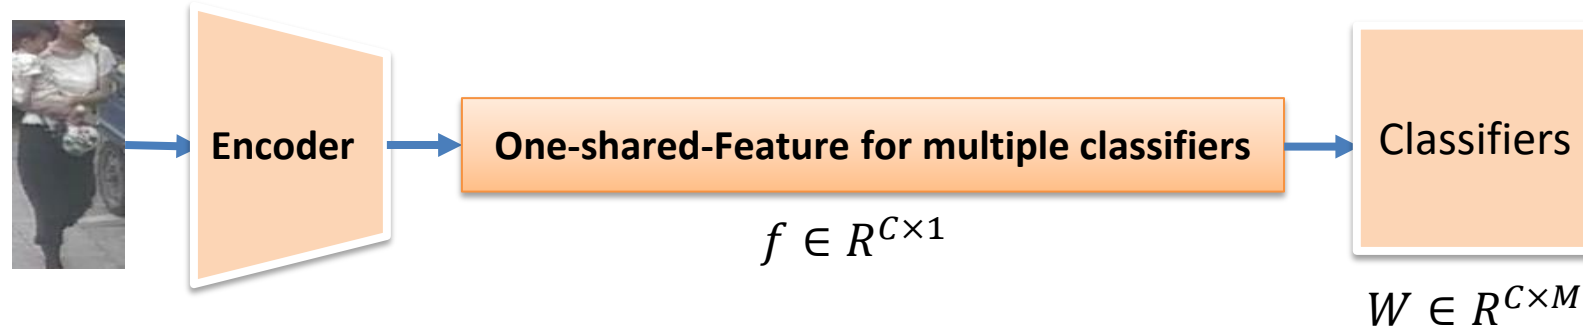 Encoder
One-shared-Feature for multiple classifiers
Classifiers
f ∈ R^{C×1}
W ∈ R^{C×M}